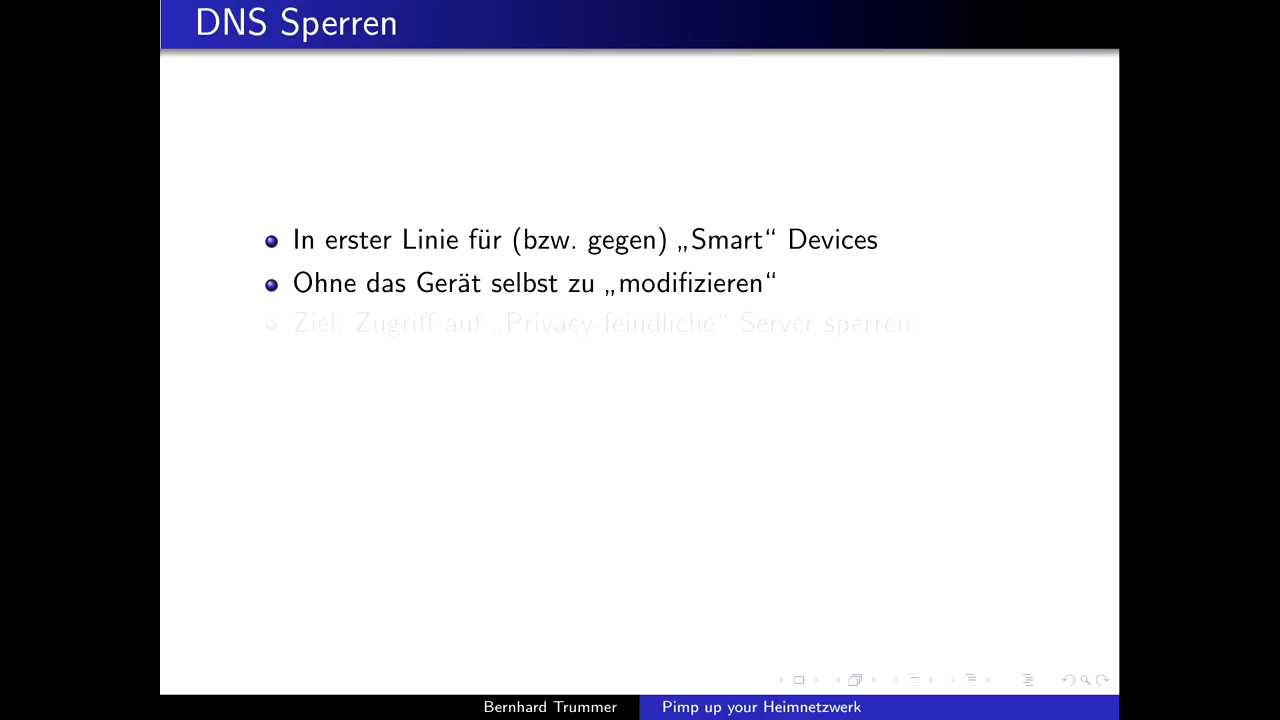 DNS Sperren
In erster Linie für (bzw. gegen) „Smart“ Devices
Ohne das Gerät selbst zu „modifizieren“
Ziel: Zugriff auf „Privacy-feindliche“ Server sperren:
Bernhard Trummer
Pimp up your Heimnetzwerk